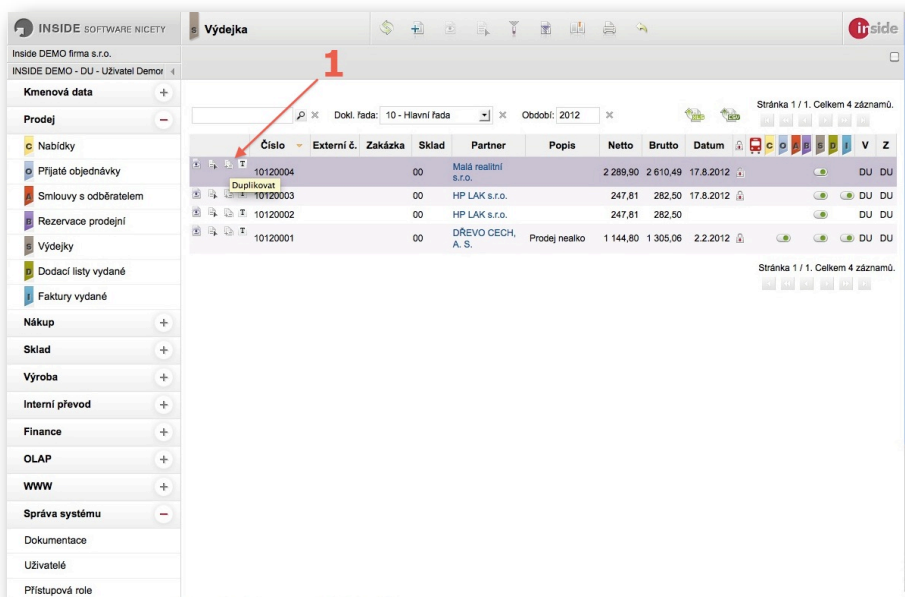 INSIDE SOFTWARE NICETY
S Výdejka
inside
Inside DEMO firma s.r.o.
INSIDE DEMO - DU - Uživatel Demor
1
Kmenová data
Prodej
C Nabídky
O Přijaté objednávky
A Smlouvy s odběratelem
B Rezervace prodejní
S Výdejky
D Dodací listy vydané
I Faktury vydané
Nákup
Sklad
Výroba
Interní převod
Finance
OLAP
WWW
Správa systému
Dokumentace
Uživatelé
Přístupová role
Dokl. řada: 10 - Hlavní řada Období: 2012
Stránka 1 / 1. Celkem 4 záznamů.
Číslo Externí č. Zakázka Sklad Partner Popis Netto Brutto Datum C O A B S D I V Z
T 10120004 00 Malá realitní s.r.o. 2 289,90 2 610,49 17.8.2012 DU DU
Duplikovat
T 10120003 00 HP LAK s.r.o. 247,81 282,50 17.8.2012 DU DU
T 10120002 00 HP LAK s.r.o. 247,81 282,50 DU DU
T 10120001 00 DŘEVO CECH, A. S. Prodej nealko 1 144,80 1 305,06 2.2.2012 DU DU
Stránka 1 / 1. Celkem 4 záznamů.